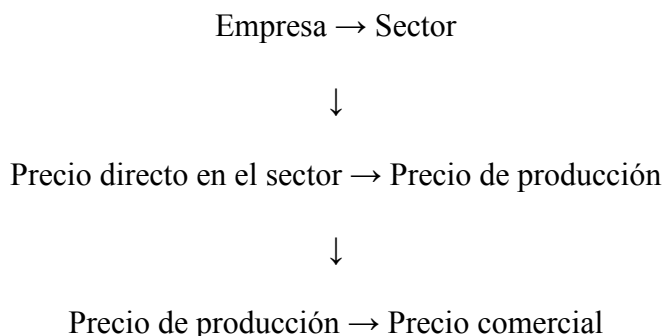 Empresa → Sector
↓
Precio directo en el sector → Precio de producción
↓
Precio de producción → Precio comercial